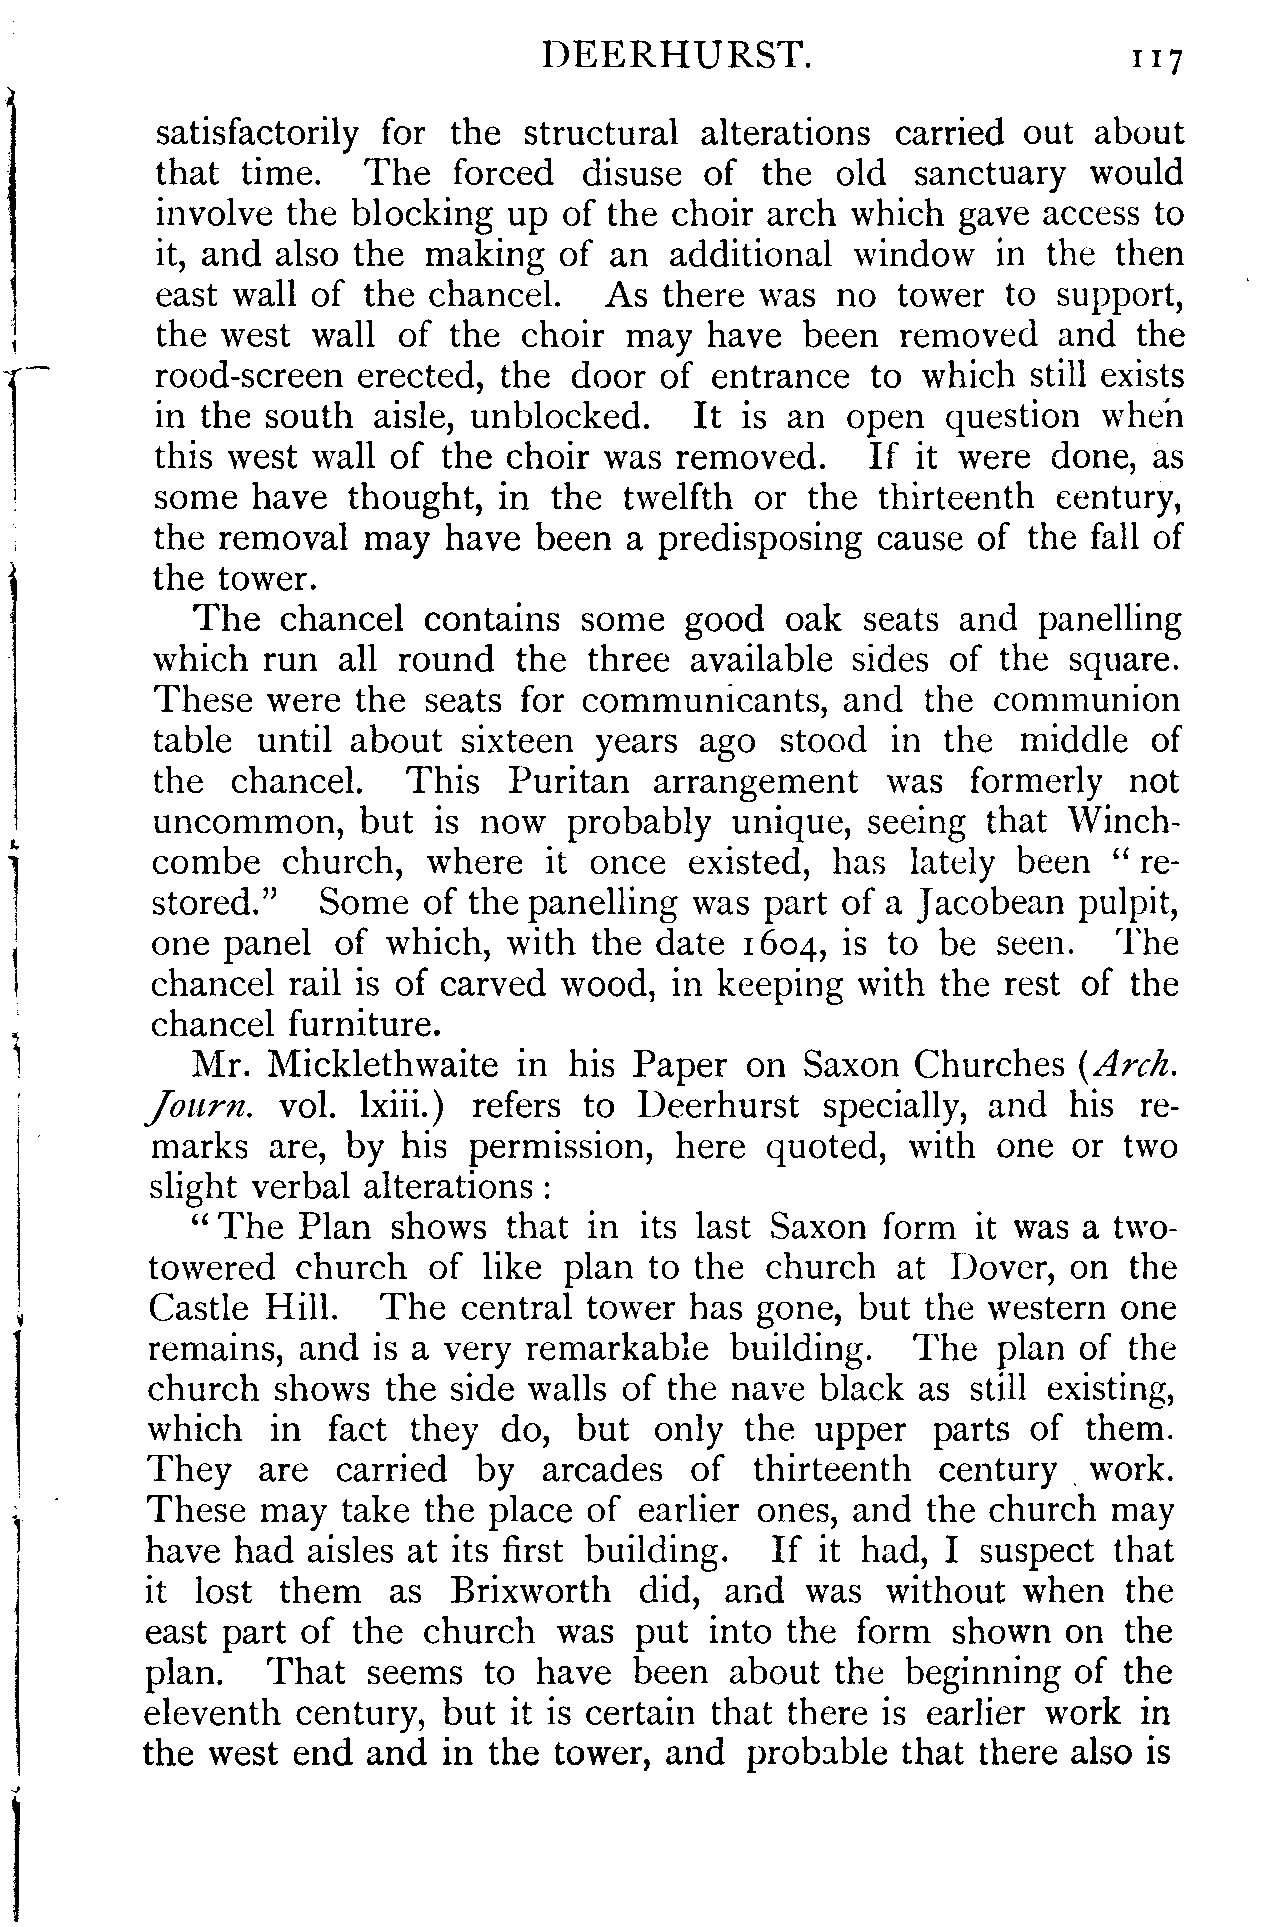 DEERHURST. 117
satisfactorily for the structural alterations carried out about
that time. The forced disuse of the old sanctuary would
involve the blocking up of the choir arch which gave access to
it, and also the making of an additional window in the then
east wall of the chancel. As there was no tower to support,
the west wall of the choir may have been removed and the
rood-screen erected, the door of entrance to which still exists
in the south aisle, unblocked. It is an open question when
this west wall of the choir was removed. If it were done, as
some have thought, in the twelfth or the thirteenth century,
the removal may have been a predisposing cause of the fall of
the tower.
The chancel contains some good oak seats and panelling
which run all round the three available sides of the square.
These were the seats for communicants, and the communion
table until about sixteen years ago stood in the middle of
the chancel. This Puritan arrangement was formerly not
uncommon, but is now probably unique, seeing that Winch-
combe church, where it once existed, has lately been “ re-
stored.” Some of the panelling was part of a Jacobean pulpit,
one panel of which, with the date 1604, is to be seen. The
chancel rail is of carved wood, in keeping with the rest of the
chancel furniture.
Mr. Micklethwaite in his Paper on Saxon Churches (Arch.
Journ. vol. lxiii.) refers to Deerhurst specially, and his re-
marks are, by his permission, here quoted, with one or two
slight verbal alterations :
“ The Plan shows that in its last Saxon form it was a two-
towered church of like plan to the church at Dover, on the
Castle Hill. The central tower has gone, but the western one
remains, and is a very remarkable building. The plan of the
church shows the side walls of the nave black as still existing,
which in fact they do, but only the upper parts of them.
They are carried by arcades of thirteenth century work.
These may take the place of earlier ones, and the church may
have had aisles at its first building. If it had, I suspect that
it lost them as Brixworth did, and was without when the
east part of the church was put into the form shown on the
plan. That seems to have been about the beginning of the
eleventh century, but it is certain that there is earlier work in
the west end and in the tower, and probable that there also is